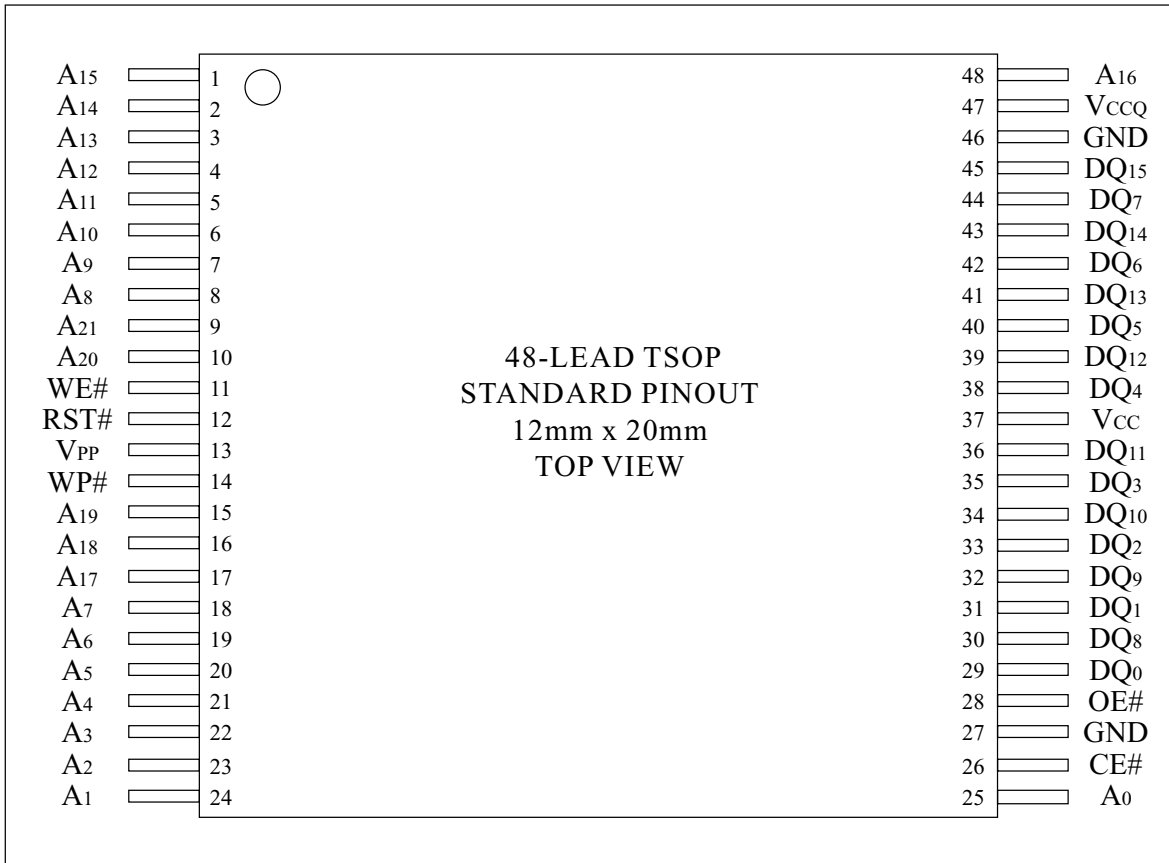 A15 1 48 A16
A14 2 47 VCCQ
A13 3 46 GND
A12 4 45 DQ15
A11 5 44 DQ7
A10 6 43 DQ14
A9 7 42 DQ6
A8 8 41 DQ13
A21 9 40 DQ5
A20 10 39 DQ12
WE# 11 38 DQ4
RST# 12 37 VCC
VPP 13 36 DQ11
WP# 14 35 DQ3
A19 15 34 DQ10
A18 16 33 DQ2
A17 17 32 DQ9
A7 18 31 DQ1
A6 19 30 DQ8
A5 20 29 DQ0
A4 21 28 OE#
A3 22 27 GND
A2 23 26 CE#
A1 24 25 A0
48-LEAD TSOP
STANDARD PINOUT
12mm x 20mm
TOP VIEW